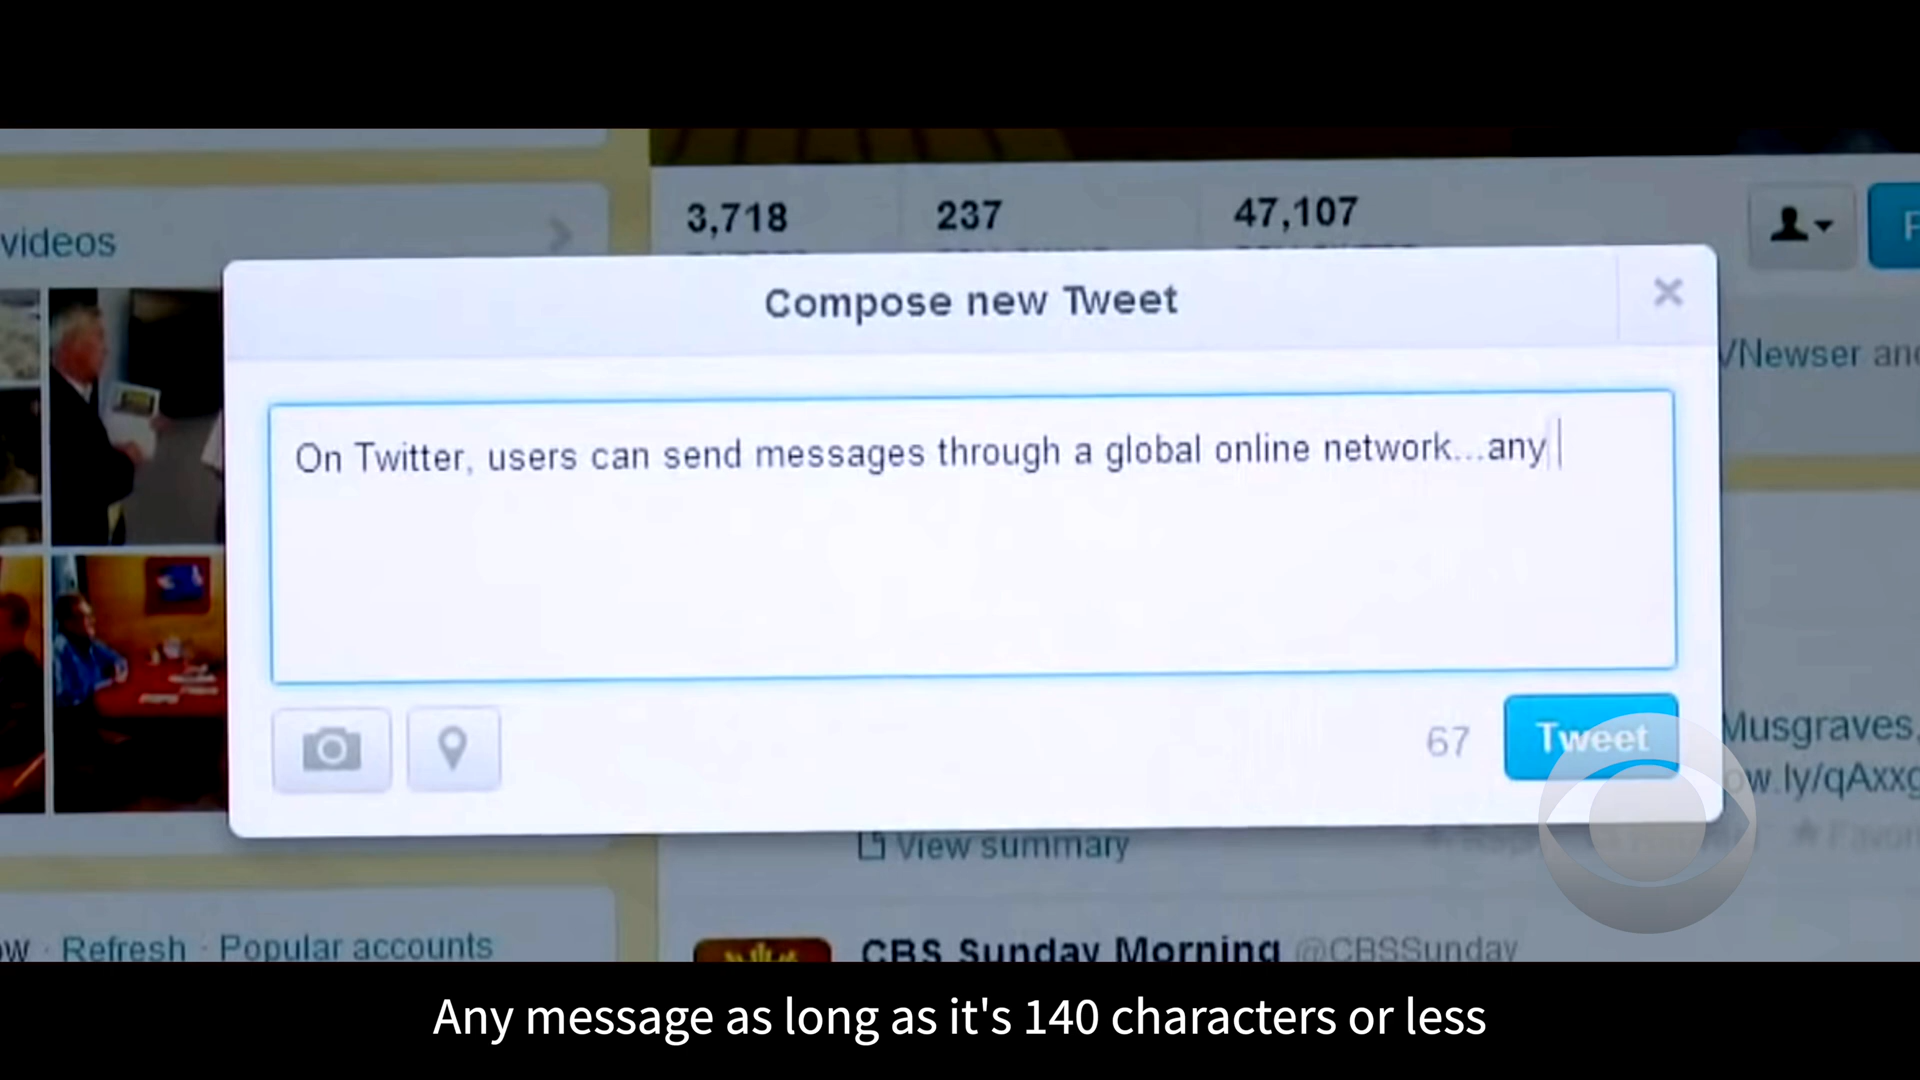 videos
3,718 237 47,107
Compose new Tweet
/Newser
On Twitter, users can send messages through a global online network...any
67 Tweet
Musgraves,
ow.ly/qAxxg
View summary
Refresh · Popular accounts
CBS Sunday Morning @CBSSunday
Any message as long as it's 140 characters or less